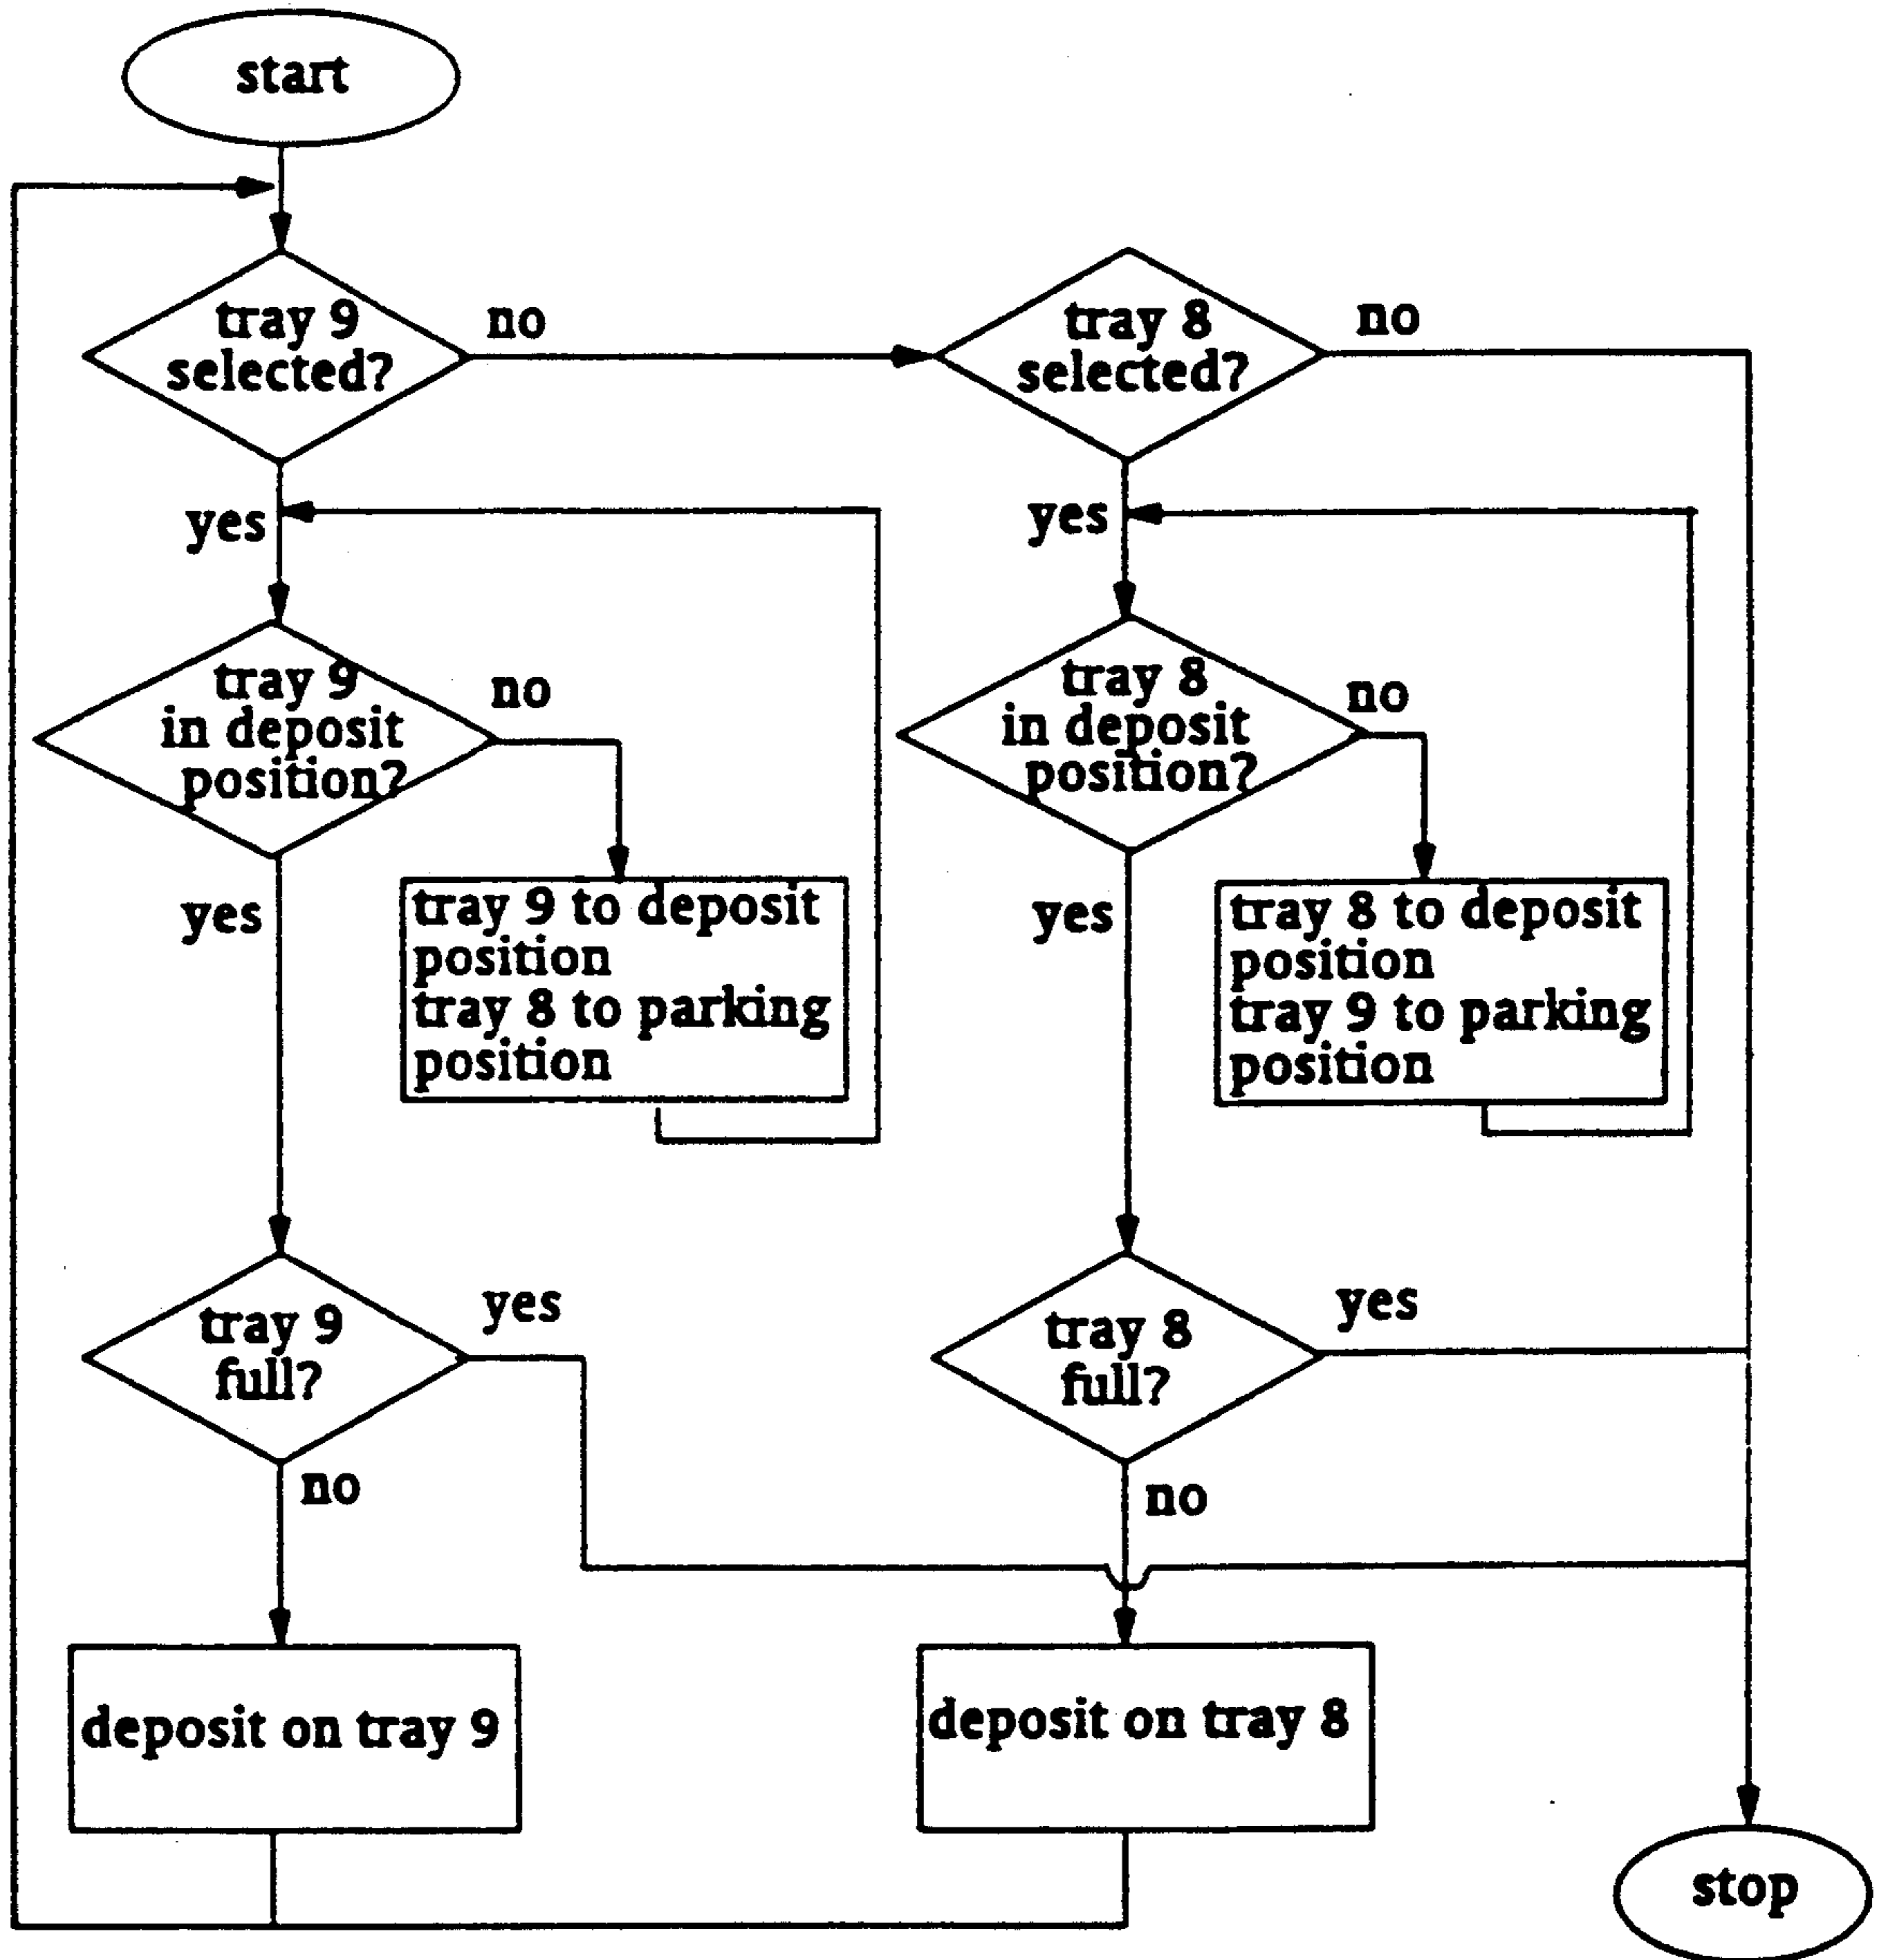 start
tray 9
selected?
no
tray 8
selected?
no
yes
yes
tray 9
in deposit
position?
no
tray 8
in deposit
position?
no
yes
tray 9 to deposit
position
tray 8 to parking
position
yes
tray 8 to deposit
position
tray 9 to parking
position
tray 9
full?
yes
tray 8
full?
yes
no
no
deposit on tray 9
deposit on tray 8
stop